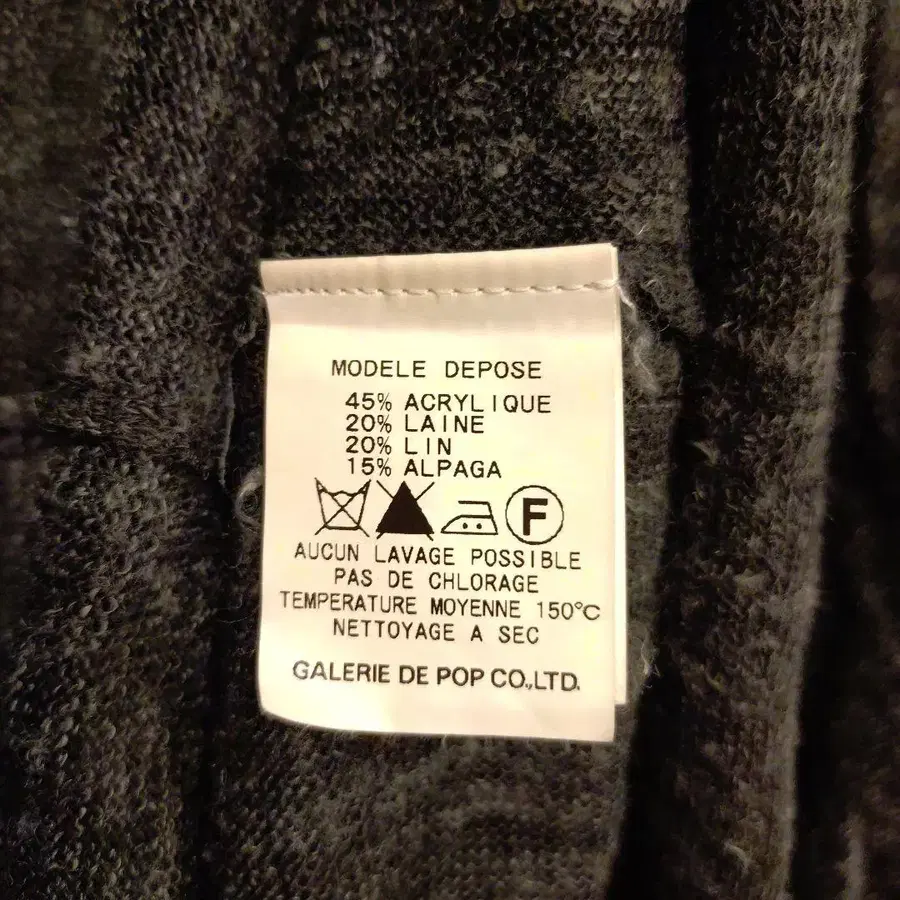 MODELE DEPOSE
45% ACRYLIQUE
20% LAINE
20% LIN
15% ALPAGA
F
AUCUN LAVAGE POSSIBLE
PAS DE CHLORAGE
TEMPERATURE MOYENNE 150℃
NETTOYAGE A SEC
GALERIE DE POP CO.,LTD.